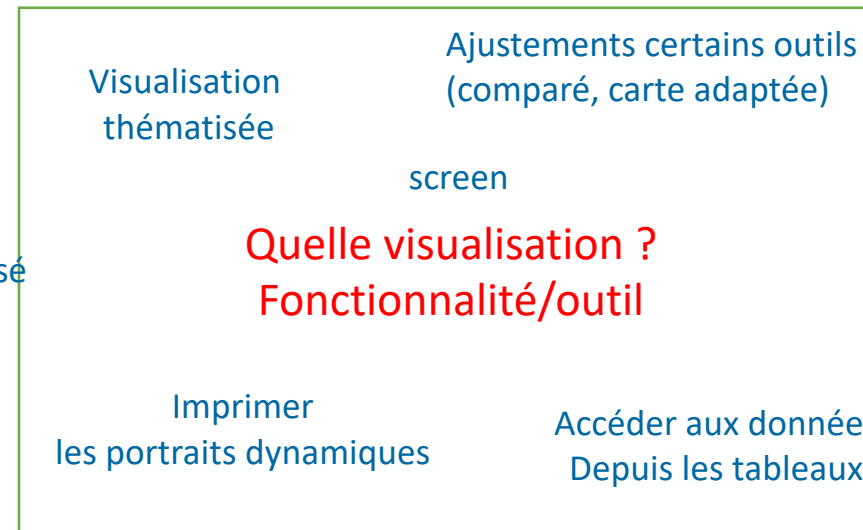 Ajustements certains outils
(comparé, carte adaptée)
Visualisation
thématisée
screen
Quelle visualisation ?
Fonctionnalité/outil
sé
Imprimer
les portraits dynamiques
Accéder aux donnée
Depuis les tableaux